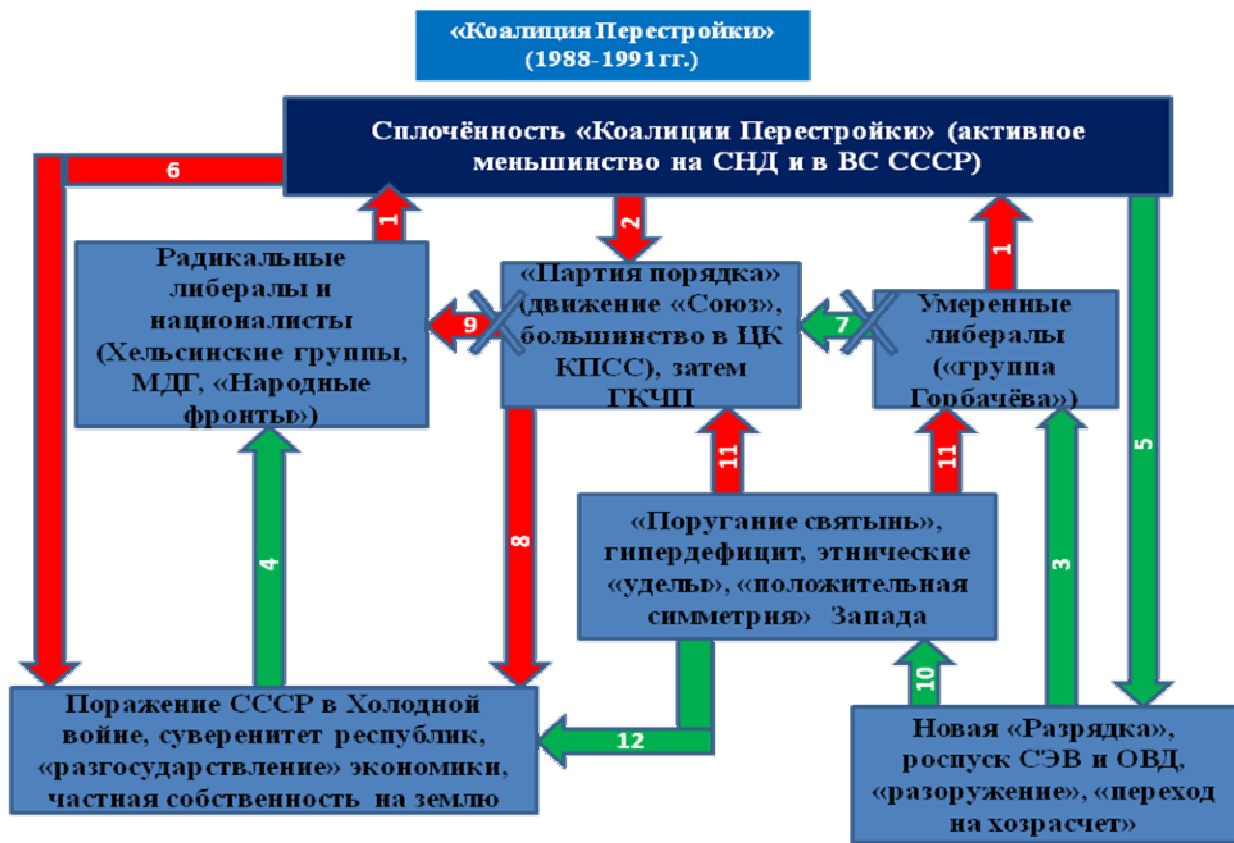 «Коалиция Перестройки»
(1988-1991гг.)
Сплочённость «Коалиции Перестройки» (активное
меньшинство на СНД и в ВС СССР)
6
1
2
1
Радикальные
либералы и
националисты
(Хельсинские группы,
МДГ, «Народные
фронты»)
9
«Партия порядка»
(движение «Союз»,
большинство в ЦК
КПСС), затем
ГКЧП
7
Умеренные
либералы
(«группа
Горбачёва»)
5
11
11
4
8
3
«Поругание святынь»,
гипердефицит, этнические
«уделы», «положительная
симметрия» Запада
10
12
Поражение СССР в Холодной
войне, суверенитет республик,
«разгосударствление» экономики,
частная собственность на землю
Новая «Разрядка»,
роспуск СЭВ и ОВД,
«разоружение», «переход
на хозрасчет»